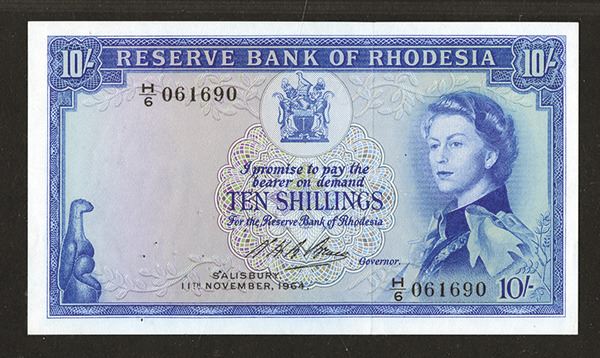 10/- RESERVE BANK OF RHODESIA 10/-
H/6 061690
I promise to pay the
bearer on demand
TEN SHILLINGS
For the Reserve Bank of Rhodesia
Governor.
SALISBURY,
11TH NOVEMBER, 1964.
H/6 061690 10/-